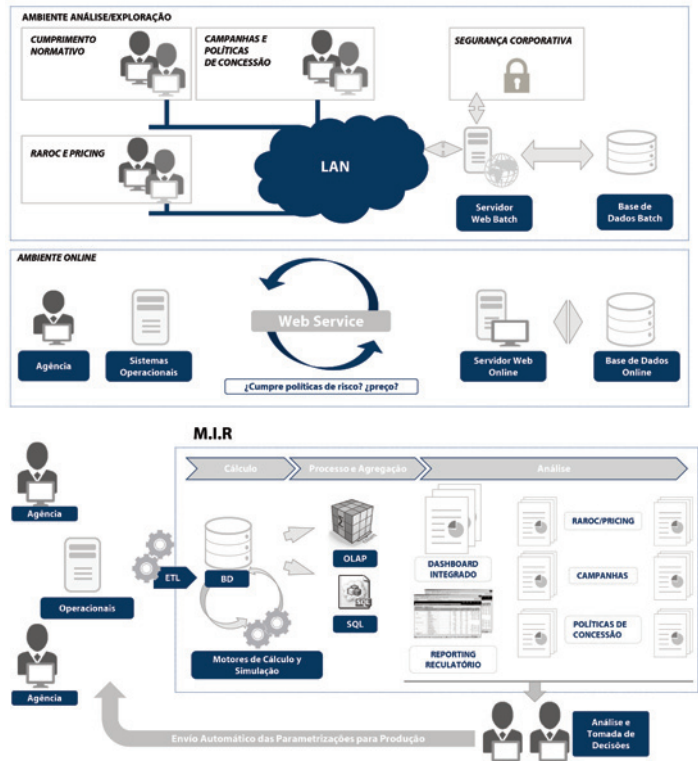 AMBIENTE ANÁLISE/EXPLORAÇÃO
CUMPRIMENTO
NORMATIVO
CAMPANHAS E
POLÍTICAS
DE CONCESSÃO
SEGURANÇA CORPORATIVA
RAROC E PRICING
LAN
Servidor
Web Batch
Base de
Dados Batch
AMBIENTE ONLINE
Web Service
Agência
Sistemas
Operacionais
Servidor Web
Online
Base de Dados
Online
¿Cumpre políticas de risco? ¿preço?
M.I.R
Cálculo
Processo e Agregação
Análise
Agência
Operacionais
ETL
BD
OLAP
SQL
SQL
Motores de Cálculo y
Simulação
DASHBOARD
INTEGRADO
REPORTING
RECULATÓRIO
RAROC/PRICING
CAMPANHAS
POLÍTICAS DE
CONCESSÃO
Agência
Envio Automático das Parametrizações para Produção
Análise e
Tomada de
Decisões